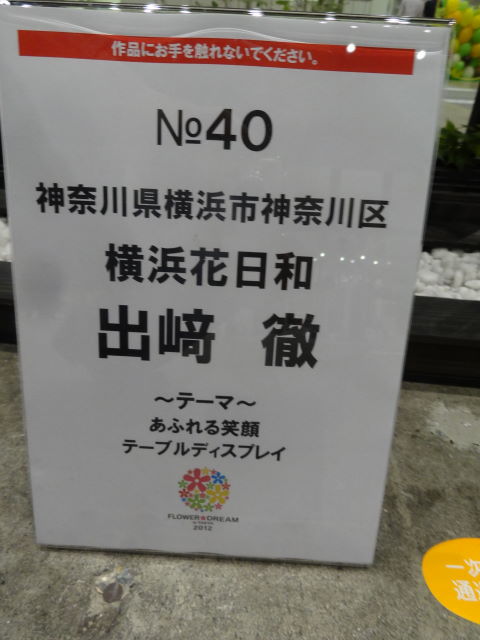 作品にお手を触れないでください。
№40
神奈川県横浜市神奈川区
横浜花日和
出﨑 徹
～テーマ～
あふれる笑顔
テーブルディスプレイ
FLOWER DREAM
2012
一次
通